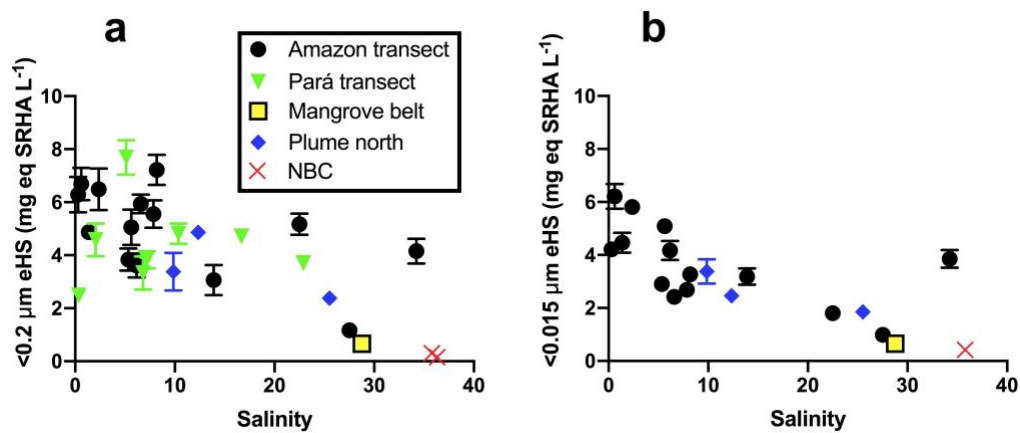 a
b
Amazon transect
Pará transect
Mangrove belt
Plume north
NBC
<0.2 µm eHS (mg eq SRHA L-1)
10
8
6
4
2
0
0 10 20 30 40
Salinity
<0.015 µm eHS (mg eq SRHA L-1)
10
8
6
4
2
0
0 10 20 30 40
Salinity